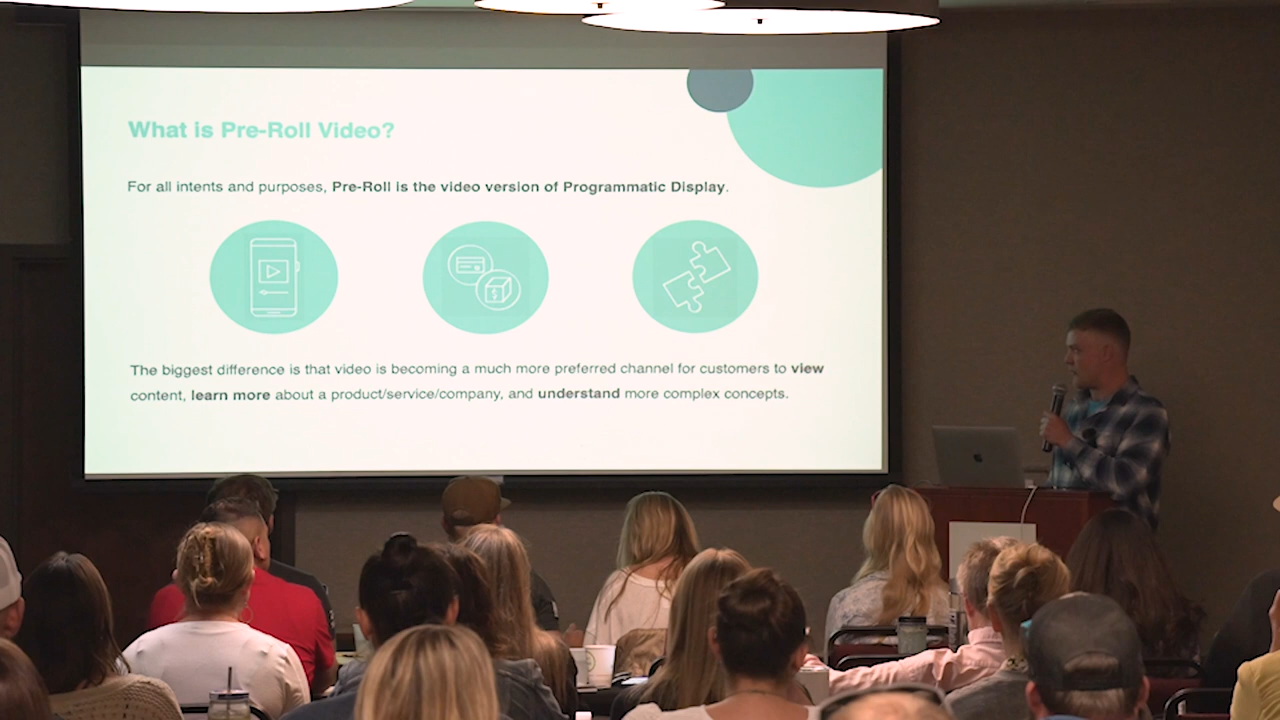 What is Pre-Roll Video?
For all intents and purposes, Pre-Roll is the video version of Programmatic Display.
The biggest difference is that video is becoming a much more preferred channel for customers to view
content, learn more about a product/service/company, and understand more complex concepts.